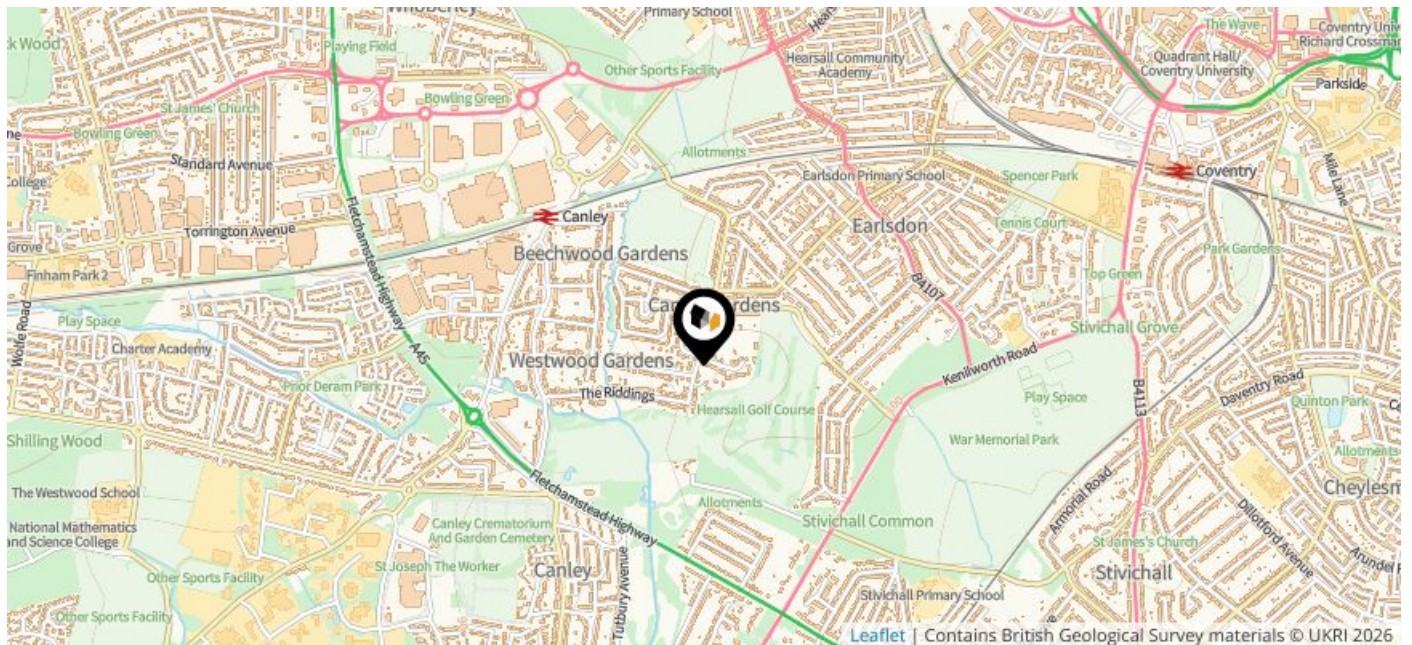 Whoberley
Primary School
Hears
The Wave
Coventry Univ
Richard Crossman
ck Wood
Playing Field
Hearsall Community
Academy
Quadrant Hall/
Coventry University
Other Sports Facility
Parkside
St James' Church
Bowling Green
Bowling Green
ne
Standard Avenue
Allotments
Mile Lane
College
Earlsdon Primary School
Spencer Park
Coventry
Canley
Fletchamstead Highway
Torrington Avenue
Earlsdon
Tennis Court
Grove
Beechwood Gardens
Park Gardens
Finham Park 2
Top Green
B4107
Play Space
Wolfe Road
Stivichall Grove
Charter Academy
A45
Westwood Gardens
Kenilworth Road
Prior Deram Park
The Riddings
Play Space
B4113
Daventry Road
Quinton Park
Hearsall Golf Course
War Memorial Park
Shilling Wood
Allotments
Fletchamstead Highway
Cheylesm
The Westwood School
Allotments
Armorial Road
Dillotford Avenue
National Mathematics
and Science College
Canley Crematorium
And Garden Cemetery
Stivichall Common
St James's Church
Arundel R
Other Sports Facility
St Joseph The Worker
Canley
Stivichall
Tutbury Avenue
Stivichall Primary School
Other Sports Facility
Leaflet | Contains British Geological Survey materials © UKRI 2026